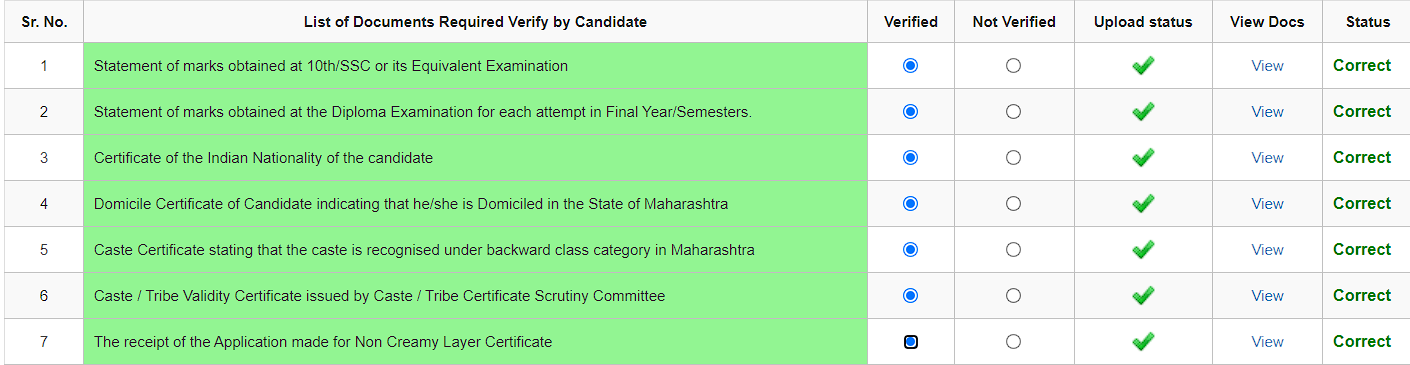 Sr. No. List of Documents Required Verify by Candidate Verified Not Verified Upload status View Docs Status
1 Statement of marks obtained at 10th/SSC or its Equivalent Examination View Correct
2 Statement of marks obtained at the Diploma Examination for each attempt in Final Year/Semesters. View Correct
3 Certificate of the Indian Nationality of the candidate View Correct
4 Domicile Certificate of Candidate indicating that he/she is Domiciled in the State of Maharashtra View Correct
5 Caste Certificate stating that the caste is recognised under backward class category in Maharashtra View Correct
6 Caste / Tribe Validity Certificate issued by Caste / Tribe Certificate Scrutiny Committee View Correct
7 The receipt of the Application made for Non Creamy Layer Certificate View Correct